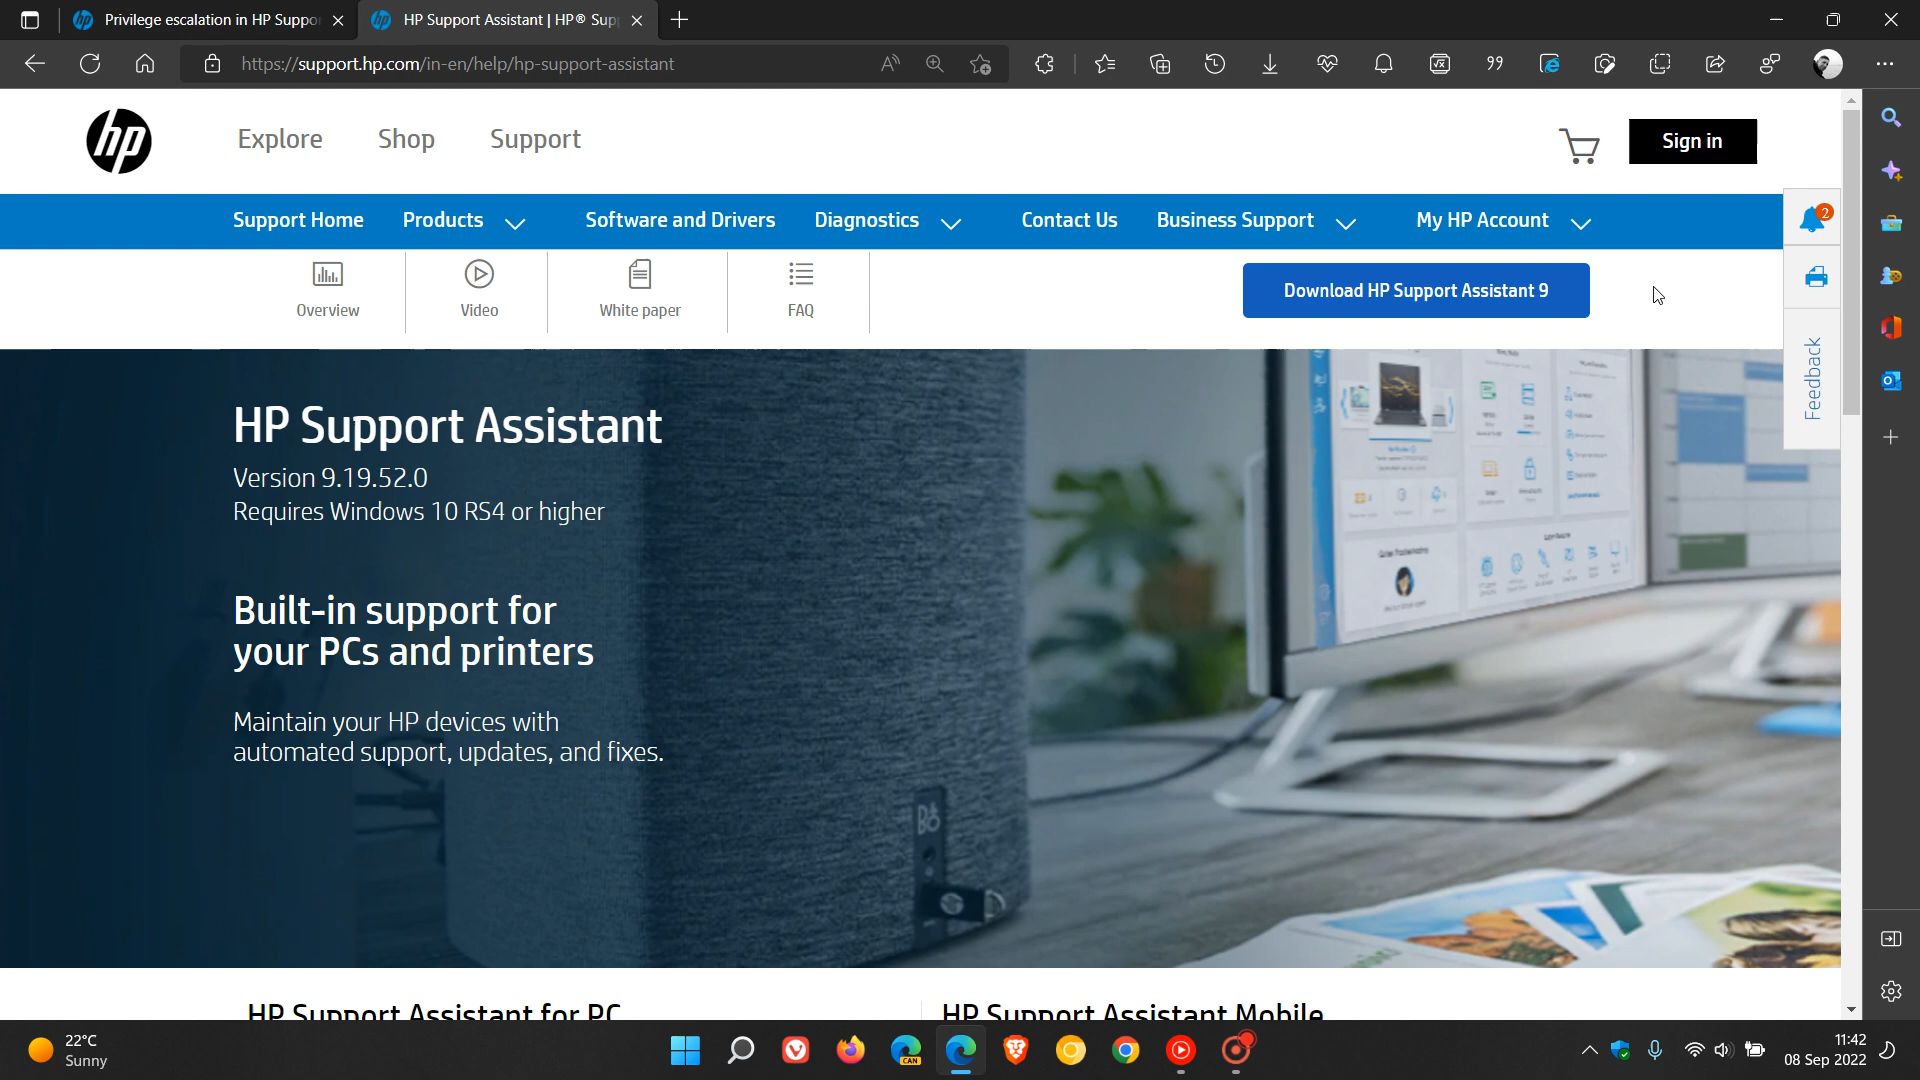 Privilege escalation in HP Suppo
HP Support Assistant | HP® Sup
https://support.hp.com/in-en/help/hp-support-assistant
hp
Explore
Shop
Support
Sign in
Support Home
Products
Software and Drivers
Diagnostics
Contact Us
Business Support
My HP Account
2
Overview
Video
White paper
FAQ
Download HP Support Assistant 9
Feedback
HP Support Assistant
Version 9.19.52.0
Requires Windows 10 RS4 or higher
Built-in support for
your PCs and printers
Maintain your HP devices with
automated support, updates, and fixes.
B&O
HP Support Assistant for PC
HP Support Assistant Mobile
22°C
Sunny
CAN
11:42
08 Sep 2022